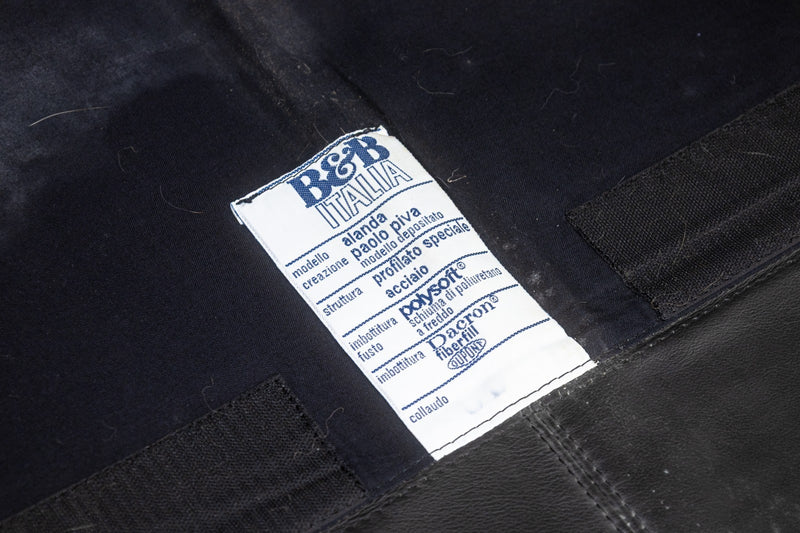 B&B
ITALIA
modello alanda
creazione paolo piva
modello depositato
struttura profilato speciale
acciaio
imbottitura polysoft®
fusto schiuma di poliuretano
a freddo
imbottitura Dacron®
fiberfill
DUPONT
collaudo